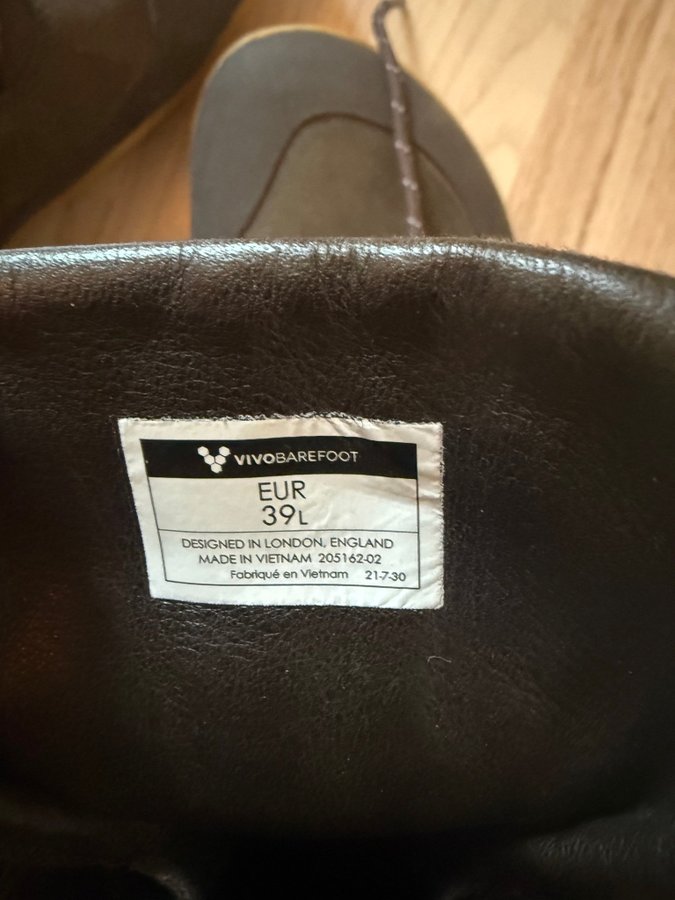 VIVOBAREFOOT
EUR
39L
DESIGNED IN LONDON, ENGLAND
MADE IN VIETNAM 205162-02
Fabriqué en Vietnam 21-7-30